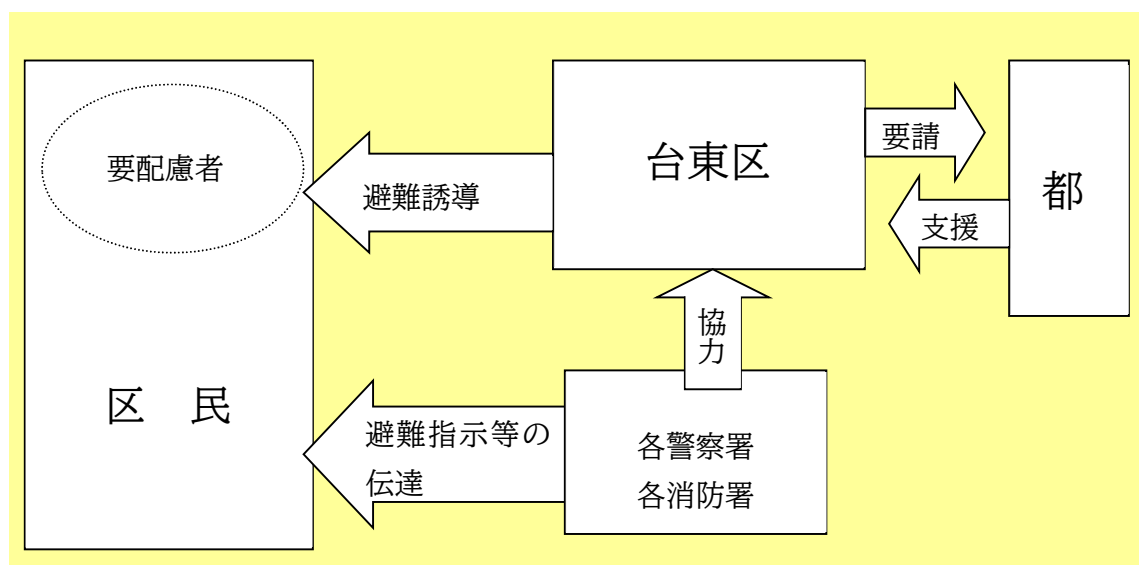 要配慮者
避難誘導
台東区
要請
都
支援
協力
区　民
避難指示等の
伝達
各警察署
各消防署